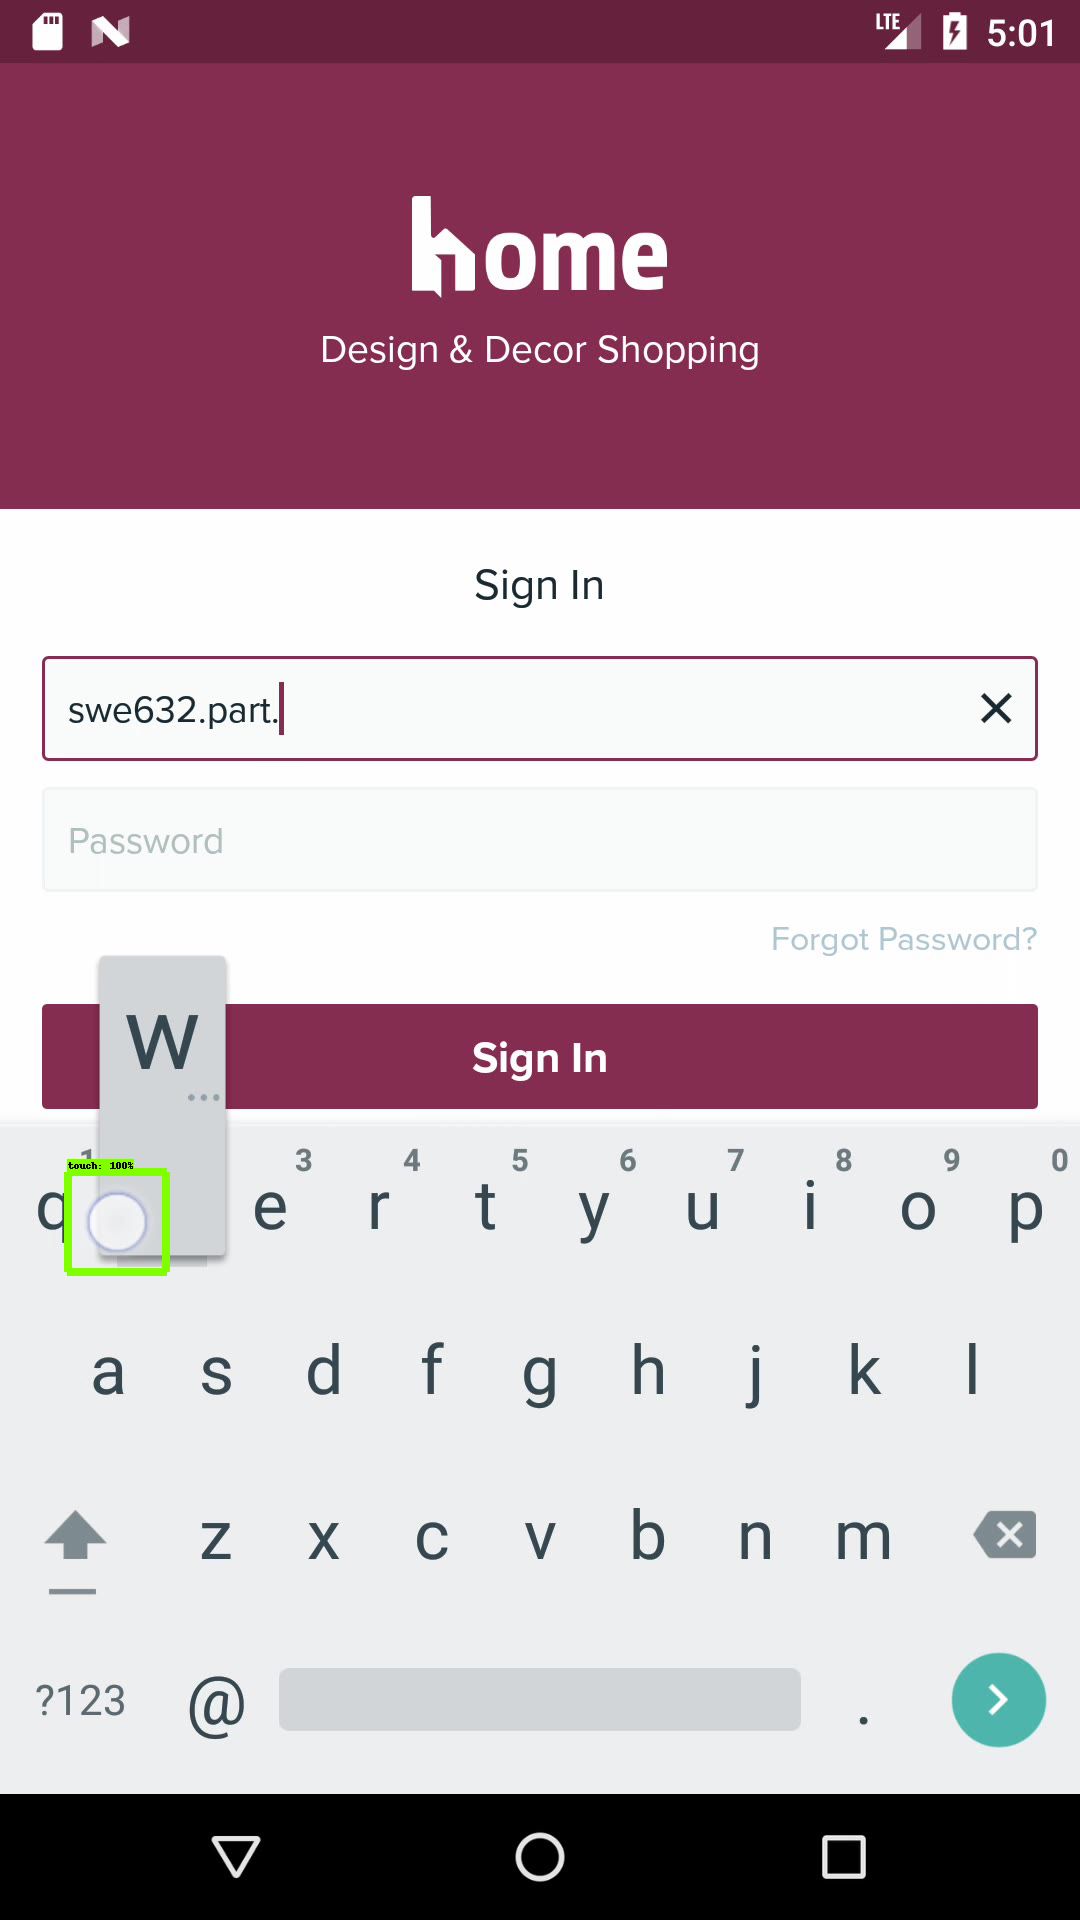 LTE 5:01
home
Design & Decor Shopping
Sign In
swe632.part.
Password
Forgot Password?
Sign In
W
touch: 100%
1 3 4 5 6 7 8 9 0
q e r t y u i o p
a s d f g h j k l
z x c v b n m
?123 @ .